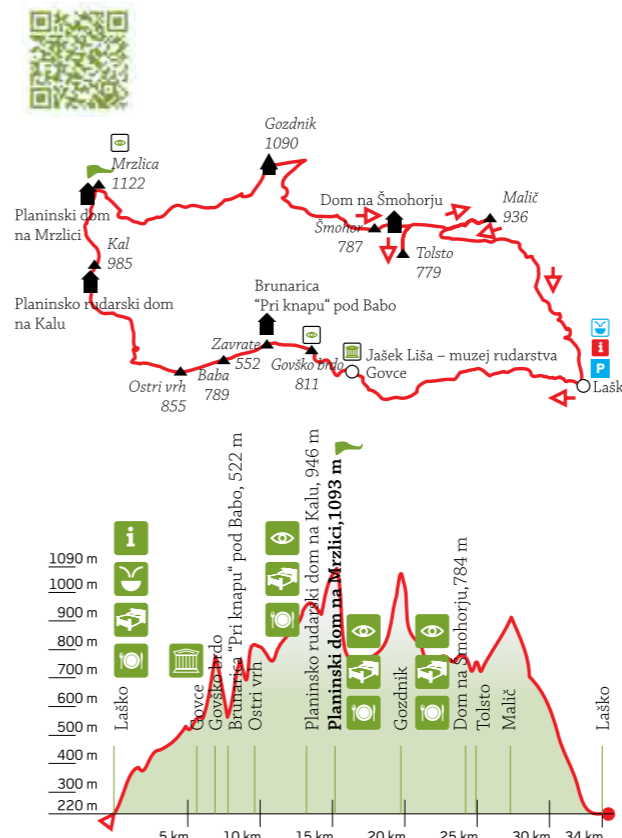 Gozdnik
1090
Mrzlica
1122
Planinski dom
na Mrzlici
Dom na Šmohorju
Malič
936
Šmohor
787
Tolsto
779
Kal
985
Planinsko rudarski dom
na Kalu
Brunarica
“Pri knapu“ pod Babo
Zavrate
552
Govško brdo
811
Jašek Liša – muzej rudarstva
Govce
Baba
789
Ostri vrh
855
P
i
Lašk
1090 m
1000 m
900 m
800 m
700 m
600 m
500 m
400 m
300 m
220 m
i
Laško
Govce
Govško brdo
Brunarica “Pri knapu“ pod Babo, 522 m
Ostri vrh
Planinsko rudarski dom na Kalu, 946 m
Planinski dom na Mrzlici,1093 m
Gozdnik
Dom na Šmohorju,784 m
Tolsto
Malič
Laško
5 km
10 km
15 km
20 km
25 km
30 km
34 km